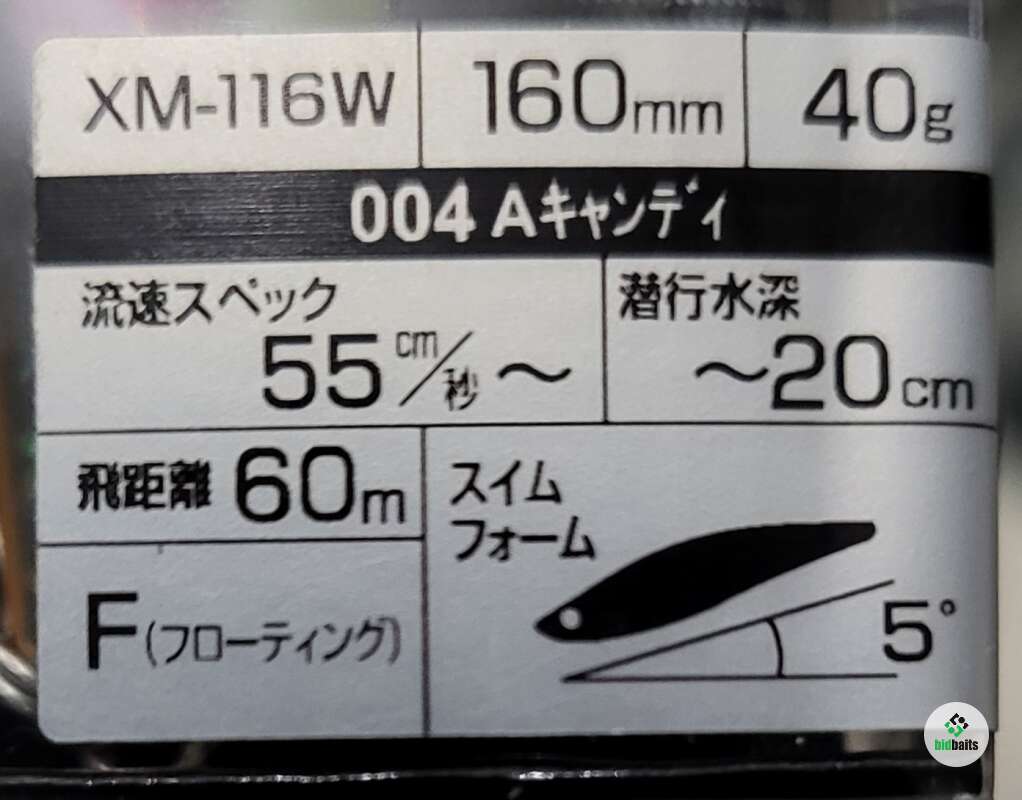 XM-116W 160mm 40g
004 Aキャンディ
流速スペック
55cm/秒～
潜行水深
～20cm
飛距離 60m
スイム
フォーム
5°
F(フローティング)
bidbaits